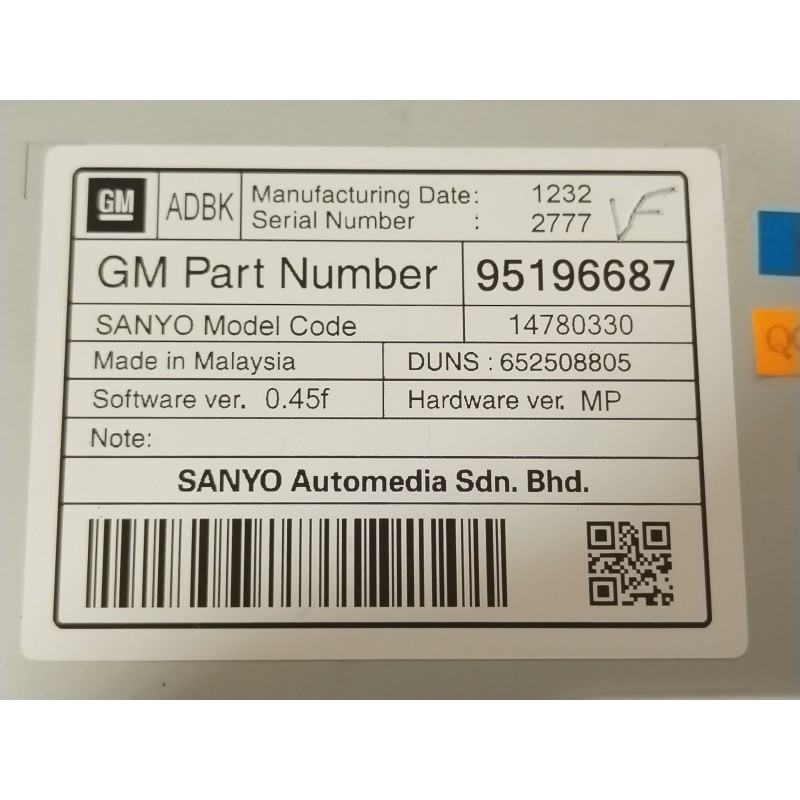 GM ADBK Manufacturing Date: 1232
Serial Number : 2777 VF
GM Part Number 95196687
SANYO Model Code 14780330
Made in Malaysia DUNS : 652508805
Software ver. 0.45f Hardware ver. MP
Note:
SANYO Automedia Sdn. Bhd.